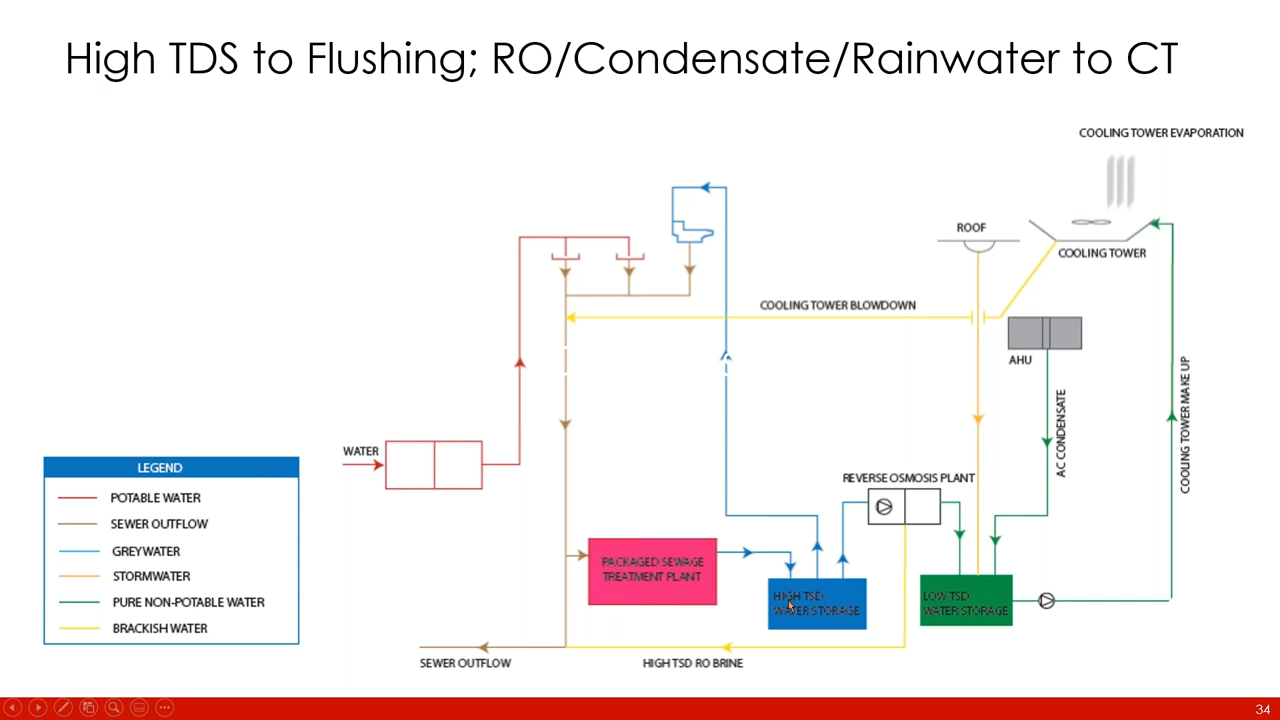 High TDS to Flushing; RO/Condensate/Rainwater to CT
COOLING TOWER EVAPORATION
ROOF
COOLING TOWER
COOLING TOWER BLOWDOWN
AHU
AC CONDENSATE
COOLING TOWER MAKE UP
WATER
REVERSE OSMOSIS PLANT
LEGEND
POTABLE WATER
SEWER OUTFLOW
GREYWATER
STORMWATER
PURE NON-POTABLE WATER
BRACKISH WATER
PACKAGED SEWAGE
TREATMENT PLANT
HIGH TSD
WATER STORAGE
LOW TSD
WATER STORAGE
SEWER OUTFLOW
HIGH TSD RO BRINE
34